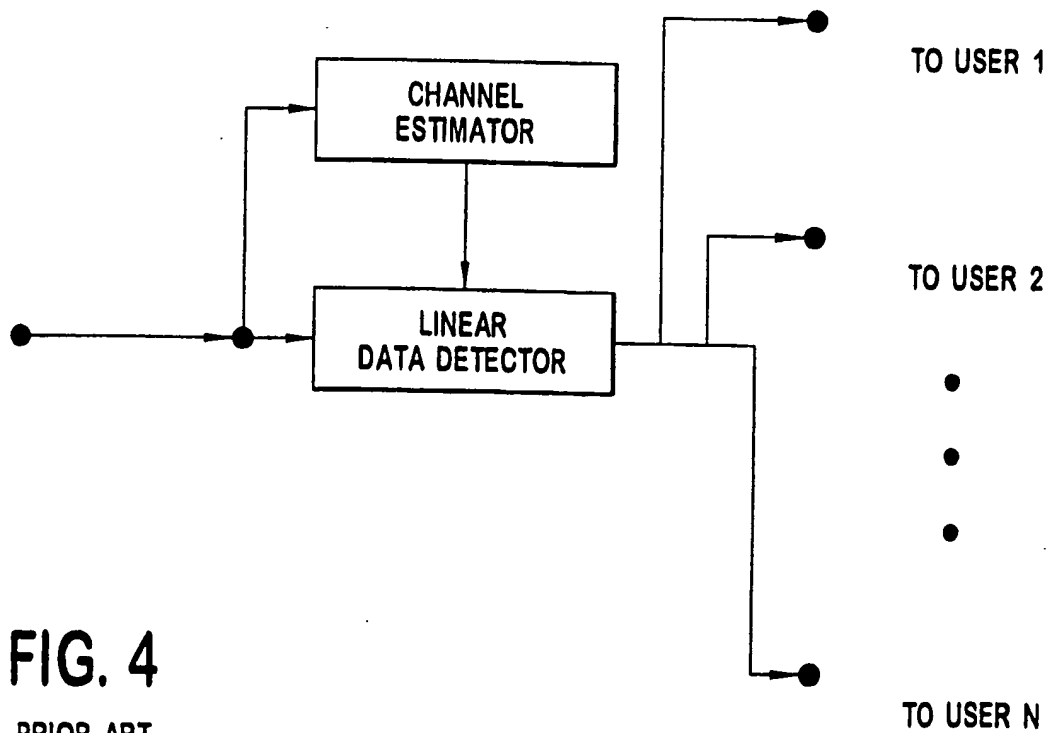 TO USER 1
CHANNEL
ESTIMATOR
TO USER 2
LINEAR
DATA DETECTOR
FIG. 4
PRIOR ART
TO USER N